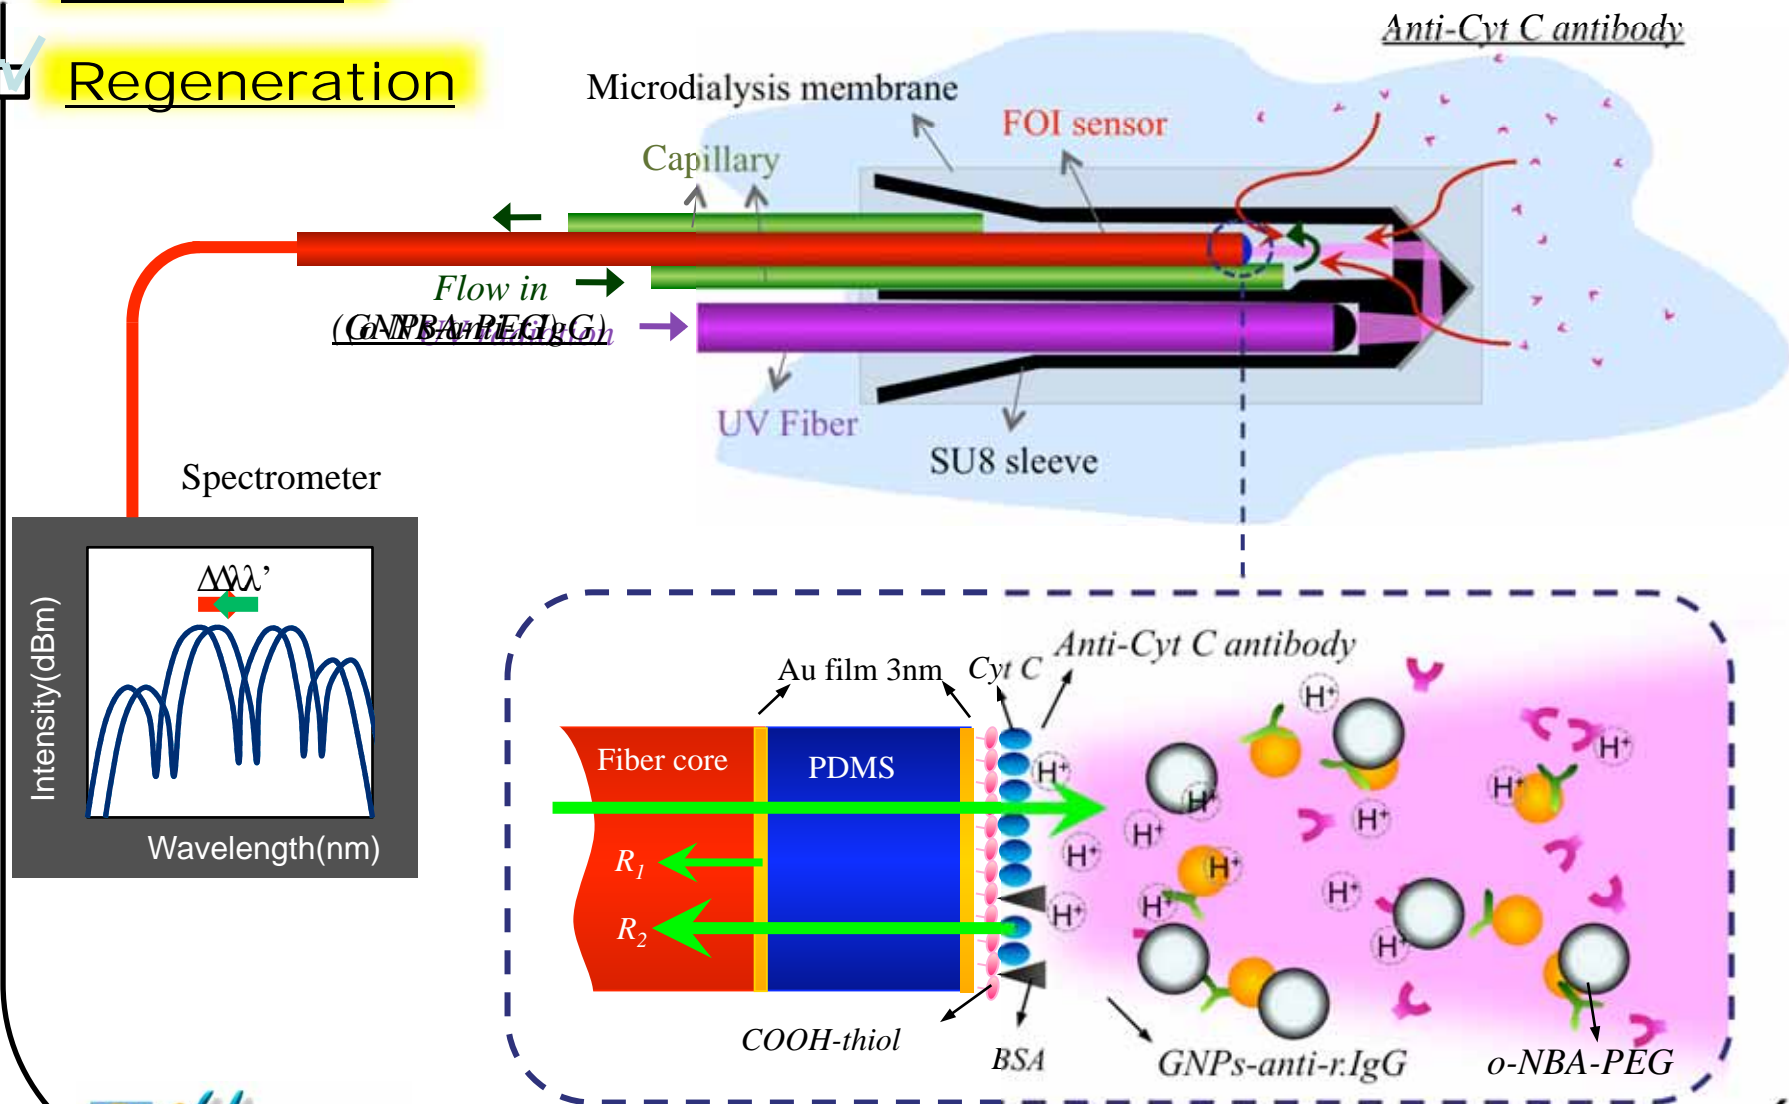 Regeneration
Anti-Cyt C antibody
Microdialysis membrane
FOI sensor
Capillary
Flow in
UV Fiber
SU8 sleeve
Spectrometer
Intensity(dBm)
Wavelength(nm)
Au film 3nm
Cyt C
Anti-Cyt C antibody
Fiber core
PDMS
R1
R2
H+
H+
H+
H+
H+
H+
H+
H+
H+
H+
H+
H+
H+
H+
COOH-thiol
BSA
GNPs-anti-r.IgG
o-NBA-PEG